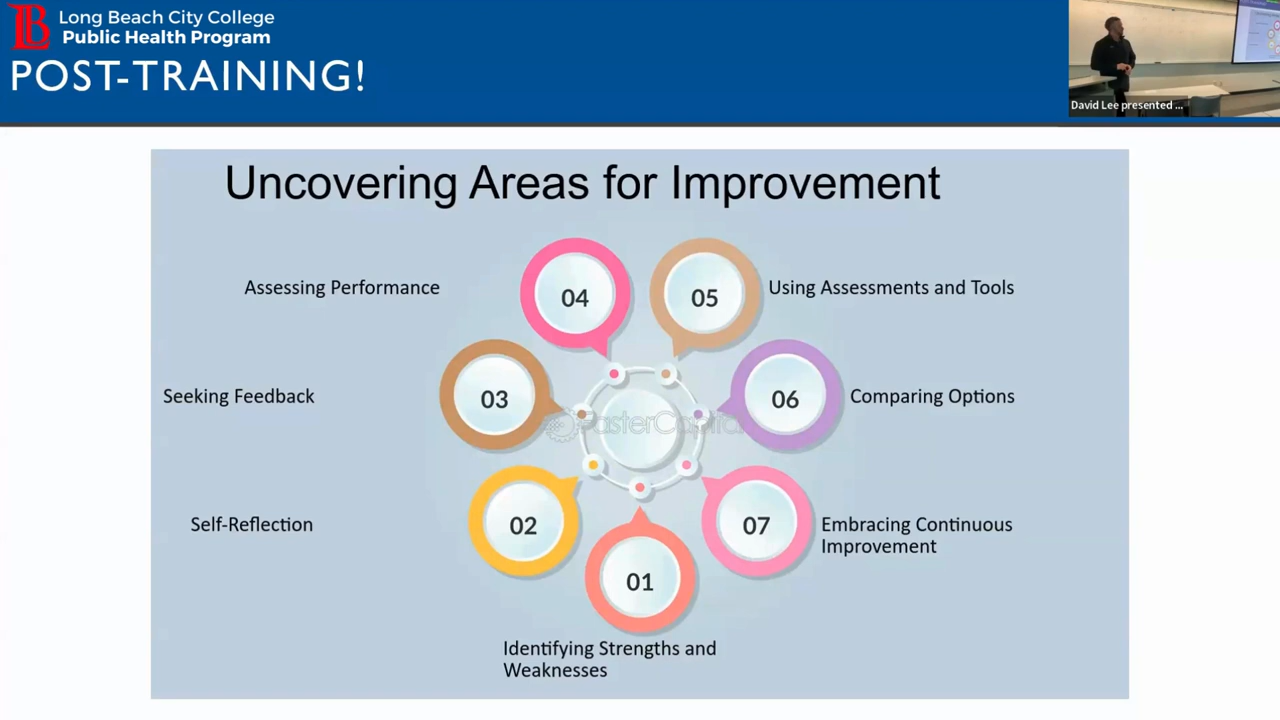 Long Beach City College
Public Health Program
POST-TRAINING!
David Lee presented ...
Uncovering Areas for Improvement
Assessing Performance
04
05
Using Assessments and Tools
Seeking Feedback
03
06
Comparing Options
FasterCapital
Self-Reflection
02
07
Embracing Continuous
Improvement
01
Identifying Strengths and
Weaknesses